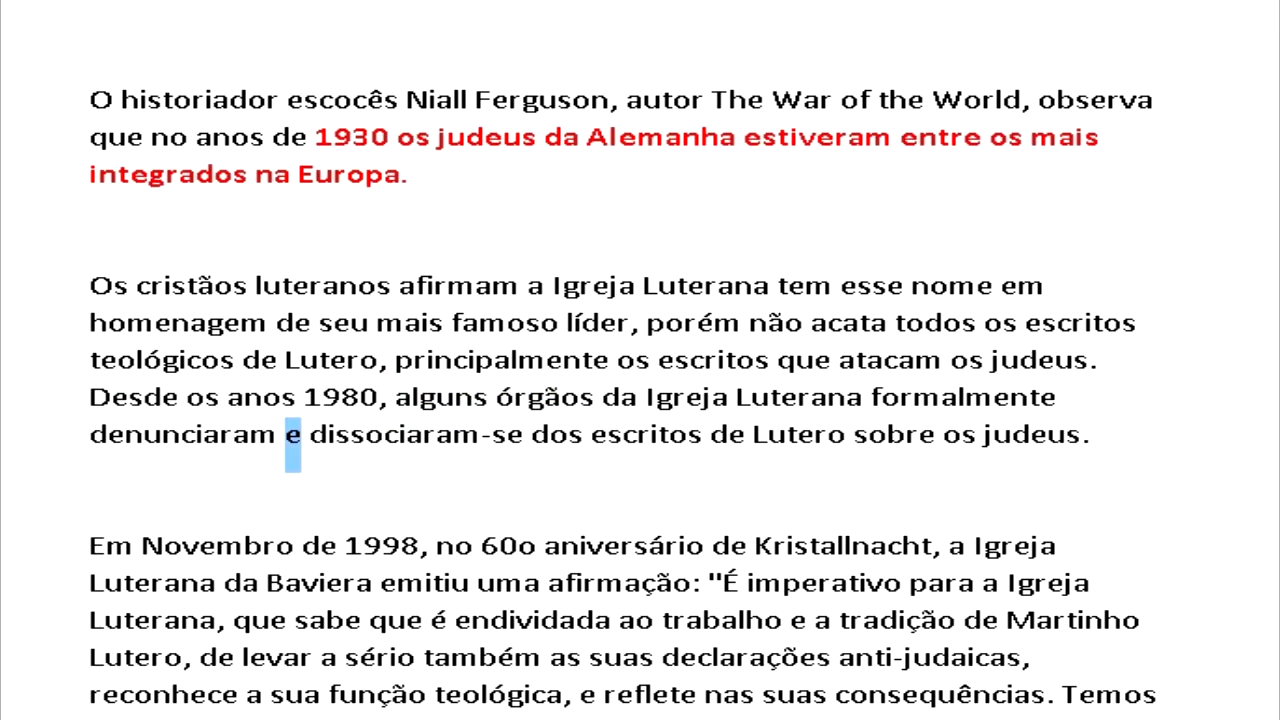 O historiador escocês Niall Ferguson, autor The War of the World, observa
que no anos de 1930 os judeus da Alemanha estiveram entre os mais
integrados na Europa.
Os cristãos luteranos afirmam a Igreja Luterana tem esse nome em
homenagem de seu mais famoso líder, porém não acata todos os escritos
teológicos de Lutero, principalmente os escritos que atacam os judeus.
Desde os anos 1980, alguns órgãos da Igreja Luterana formalmente
denunciaram e dissociaram-se dos escritos de Lutero sobre os judeus.
Em Novembro de 1998, no 60o aniversário de Kristallnacht, a Igreja
Luterana da Baviera emitiu uma afirmação: "É imperativo para a Igreja
Luterana, que sabe que é endividada ao trabalho e a tradição de Martinho
Lutero, de levar a sério também as suas declarações anti-judaicas,
reconhece a sua função teológica, e reflete nas suas consequências. Temos